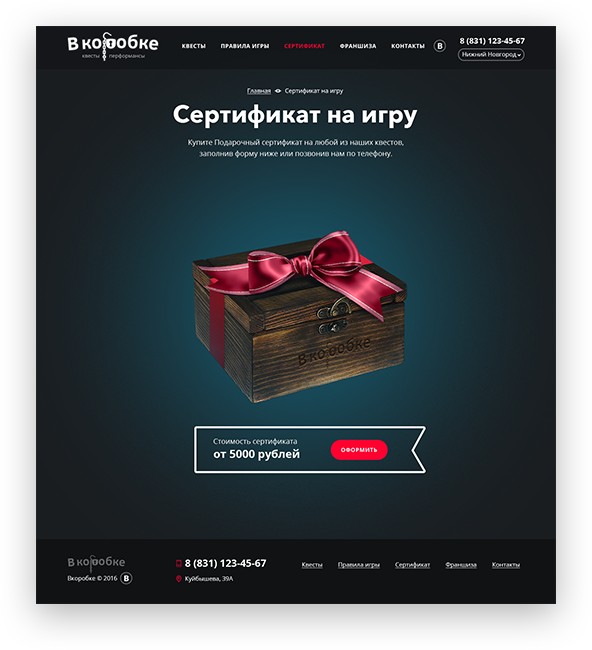 Вкоробке
квесты перформансы
КВЕСТЫ ПРАВИЛА ИГРЫ СЕРТИФИКАТ ФРАНШИЗА КОНТАКТЫ В
8 (831) 123-45-67
Нижний Новгород
Главная Сертификат на игру
Сертификат на игру
Купите Подарочный сертификат на любой из наших квестов,
заполнив форму ниже или позвонив нам по телефону.
Вкоробке
Стоимость сертификата
от 5000 рублей
ОФОРМИТЬ
Вкоробке
Вкоробке © 2016 В
8 (831) 123-45-67
Куйбышева, 39А
Квесты Правила игры Сертификат Франшиза Контакты